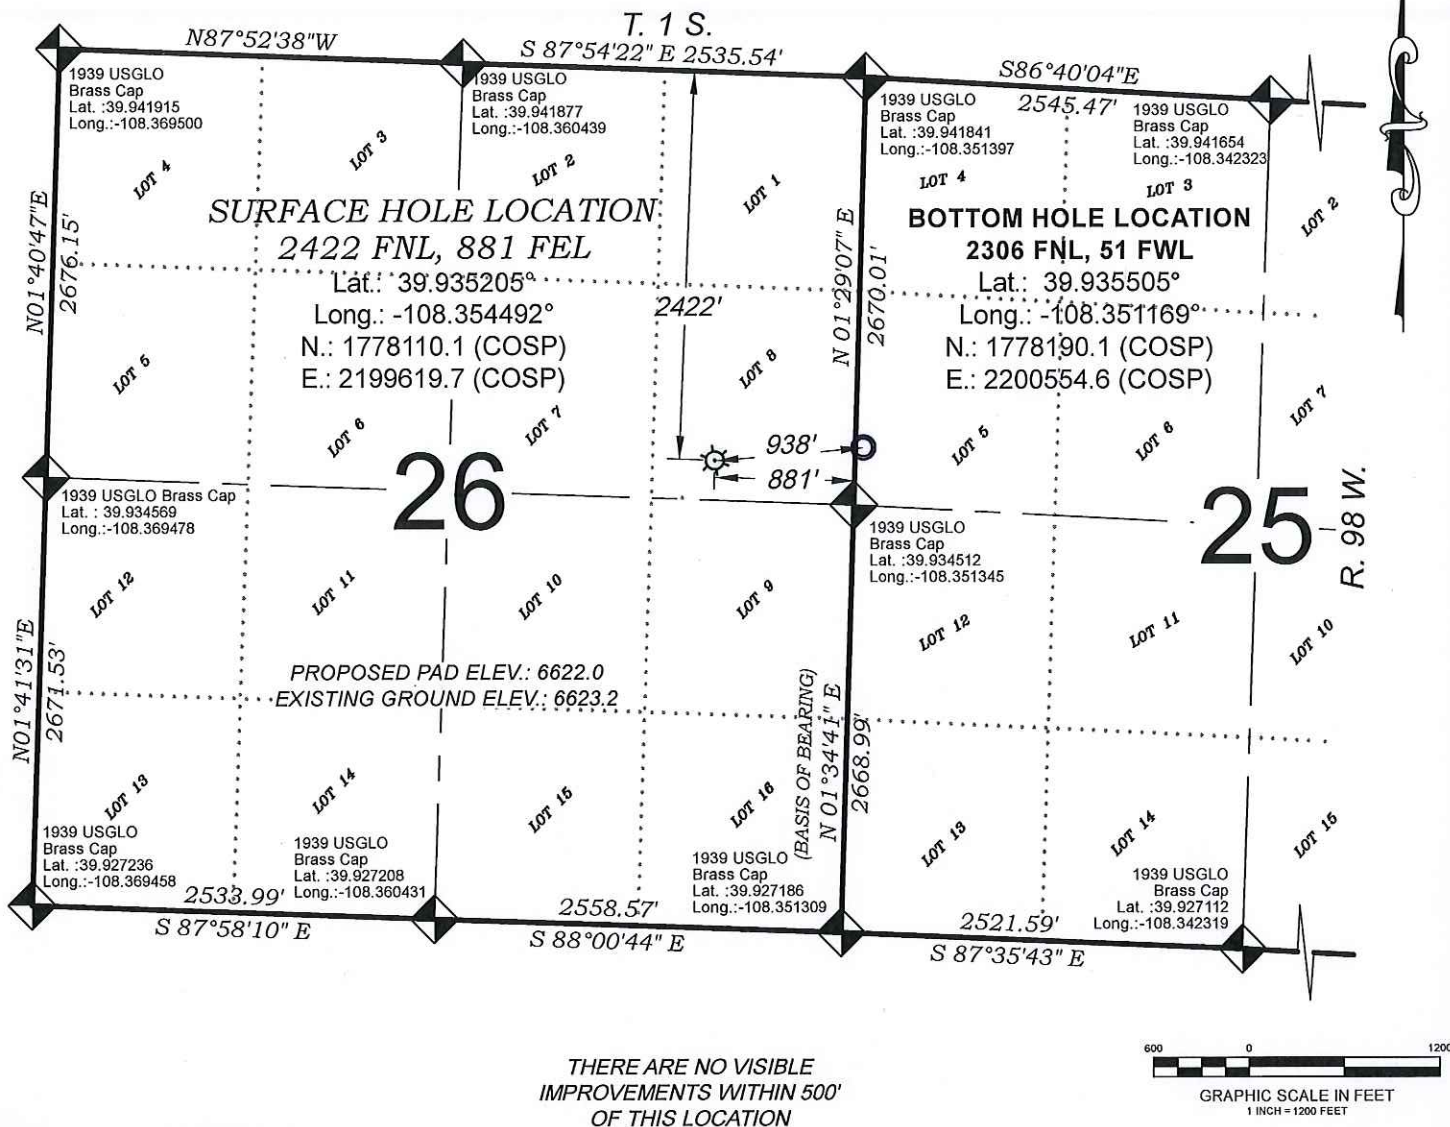 T. 1 S.
N87°52'38"W
S 87°54'22" E 2535.54'
S86°40'04"E
2545.47'
1939 USGLO
Brass Cap
Lat. :39.941915
Long.:-108.369500
1939 USGLO
Brass Cap
Lat. :39.941877
Long.:-108.360439
1939 USGLO
Brass Cap
Lat. :39.941841
Long.:-108.351397
1939 USGLO
Brass Cap
Lat. :39.941654
Long.:-108.342323
LOT 4
LOT 3
LOT 2
LOT 1
LOT 4
LOT 3
LOT 2
N01°40'47"E
2676.15'
SURFACE HOLE LOCATION
2422 FNL, 881 FEL
Lat.: 39.935205°
Long.: -108.354492°
N.: 1778110.1 (COSP)
E.: 2199619.7 (COSP)
2422'
N 01°29'07" E
2670.01'
BOTTOM HOLE LOCATION
2306 FNL, 51 FWL
Lat.: 39.935505°
Long.: -108.351169°
N.: 1778190.1 (COSP)
E.: 2200554.6 (COSP)
LOT 5
LOT 6
LOT 7
LOT 8
LOT 5
LOT 6
LOT 7
938'
881'
26
25
R. 98 W.
1939 USGLO Brass Cap
Lat. : 39.934569
Long.:-108.369478
1939 USGLO
Brass Cap
Lat. :39.934512
Long.:-108.351345
LOT 12
LOT 11
LOT 10
LOT 9
LOT 12
LOT 11
LOT 10
N01°41'31"E
2671.53'
PROPOSED PAD ELEV.: 6622.0
EXISTING GROUND ELEV.: 6623.2
(BASIS OF BEARING)
N 01°34'41" E
2668.99'
LOT 13
LOT 14
LOT 15
LOT 16
LOT 13
LOT 14
LOT 15
1939 USGLO
Brass Cap
Lat. :39.927236
Long.:-108.369458
1939 USGLO
Brass Cap
Lat. :39.927208
Long.:-108.360431
1939 USGLO
Brass Cap
Lat. :39.927186
Long.:-108.351309
1939 USGLO
Brass Cap
Lat. :39.927112
Long.:-108.342319
2533.99'
S 87°58'10" E
2558.57'
S 88°00'44" E
2521.59'
S 87°35'43" E
THERE ARE NO VISIBLE
IMPROVEMENTS WITHIN 500'
OF THIS LOCATION
600 0 1200
GRAPHIC SCALE IN FEET
1 INCH = 1200 FEET